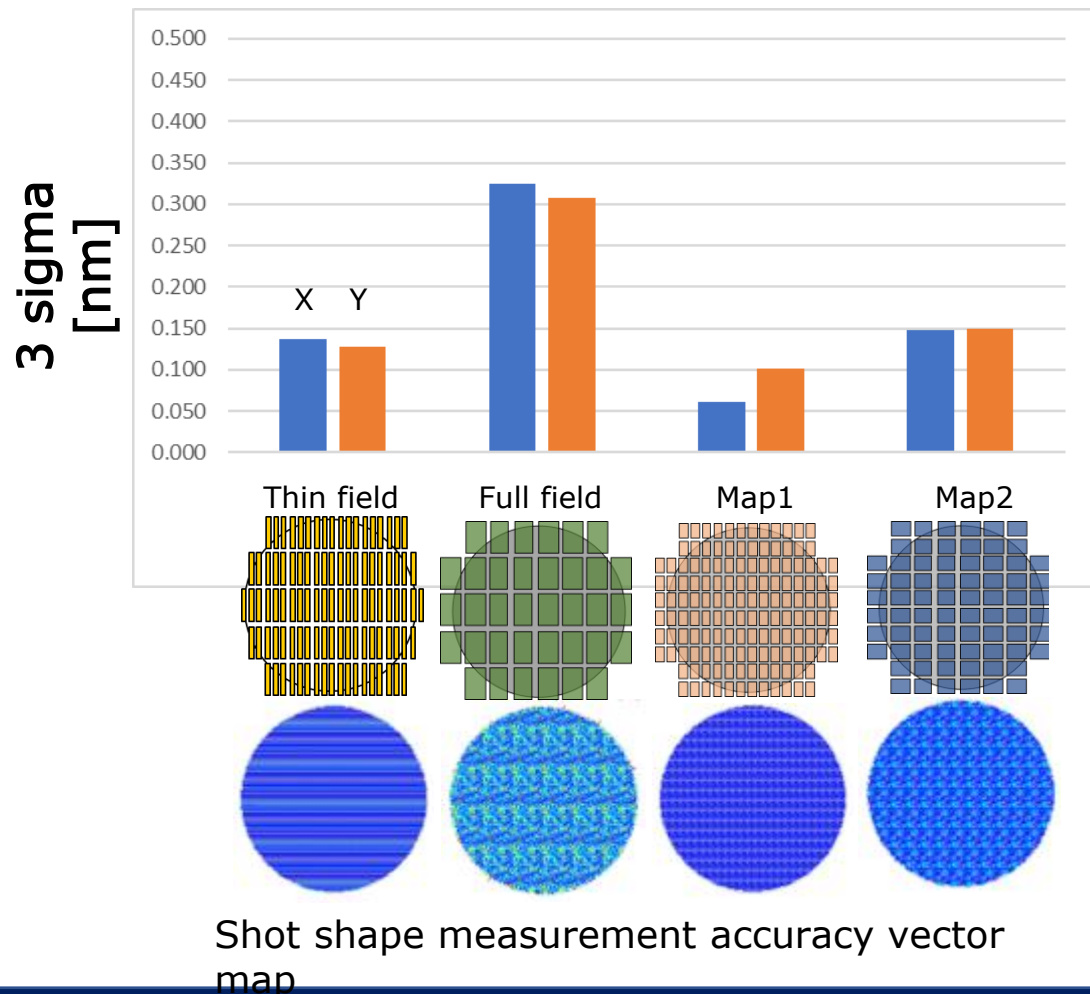 0.500
0.450
0.400
0.350
0.300
0.250
0.200
0.150
0.100
0.050
0.000
3 sigma
[nm]
X Y
Thin field Full field Map1 Map2
Shot shape measurement accuracy vector
map